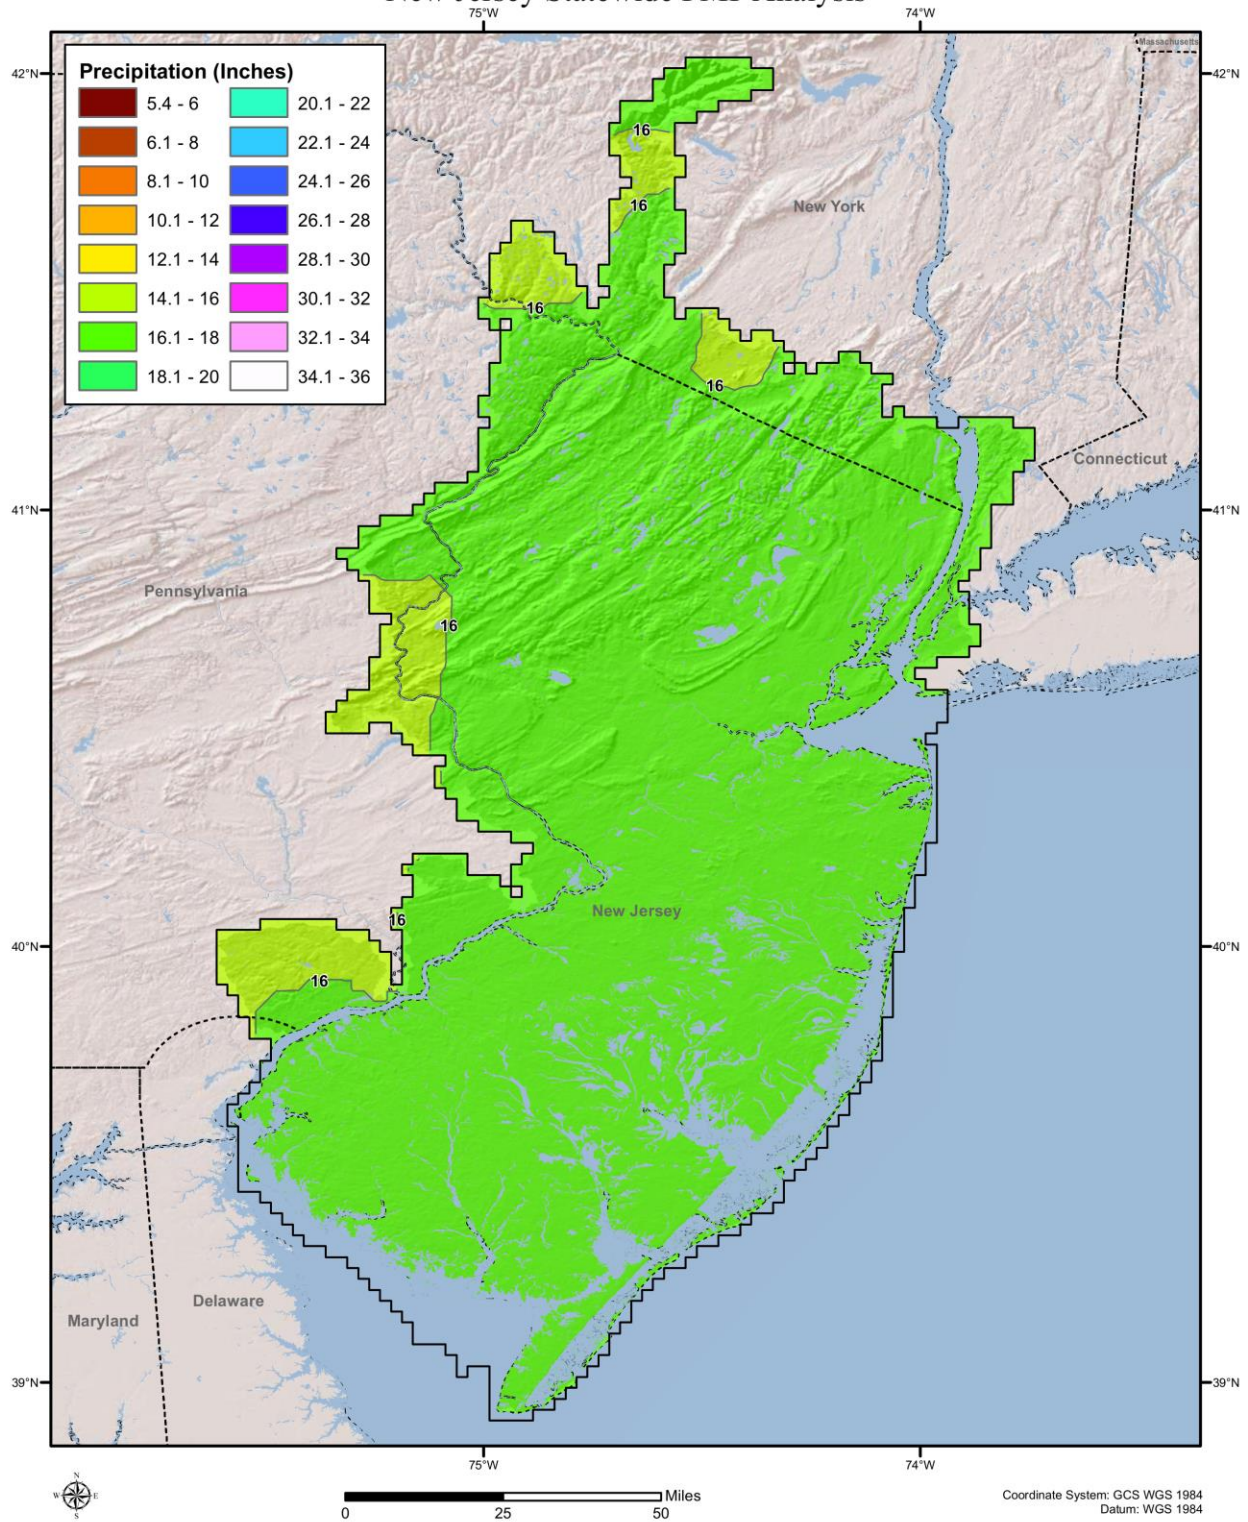 New Jersey Statewide PMP Analysis
75°W 74°W
Massachusetts
42°N 42°N
Precipitation (Inches)
5.4 - 6 20.1 - 22
6.1 - 8 22.1 - 24
8.1 - 10 24.1 - 26
10.1 - 12 26.1 - 28
12.1 - 14 28.1 - 30
14.1 - 16 30.1 - 32
16.1 - 18 32.1 - 34
18.1 - 20 34.1 - 36
16
16
New York
16
16
Connecticut
41°N 41°N
Pennsylvania
16
New Jersey
16
40°N 40°N
16
Delaware
Maryland
39°N 39°N
75°W 74°W
N
W E
S
Miles
0 25 50
Coordinate System: GCS WGS 1984
Datum: WGS 1984